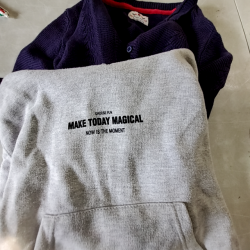 MAKE TODAY MAGICAL
NOW IS THE MOMENT